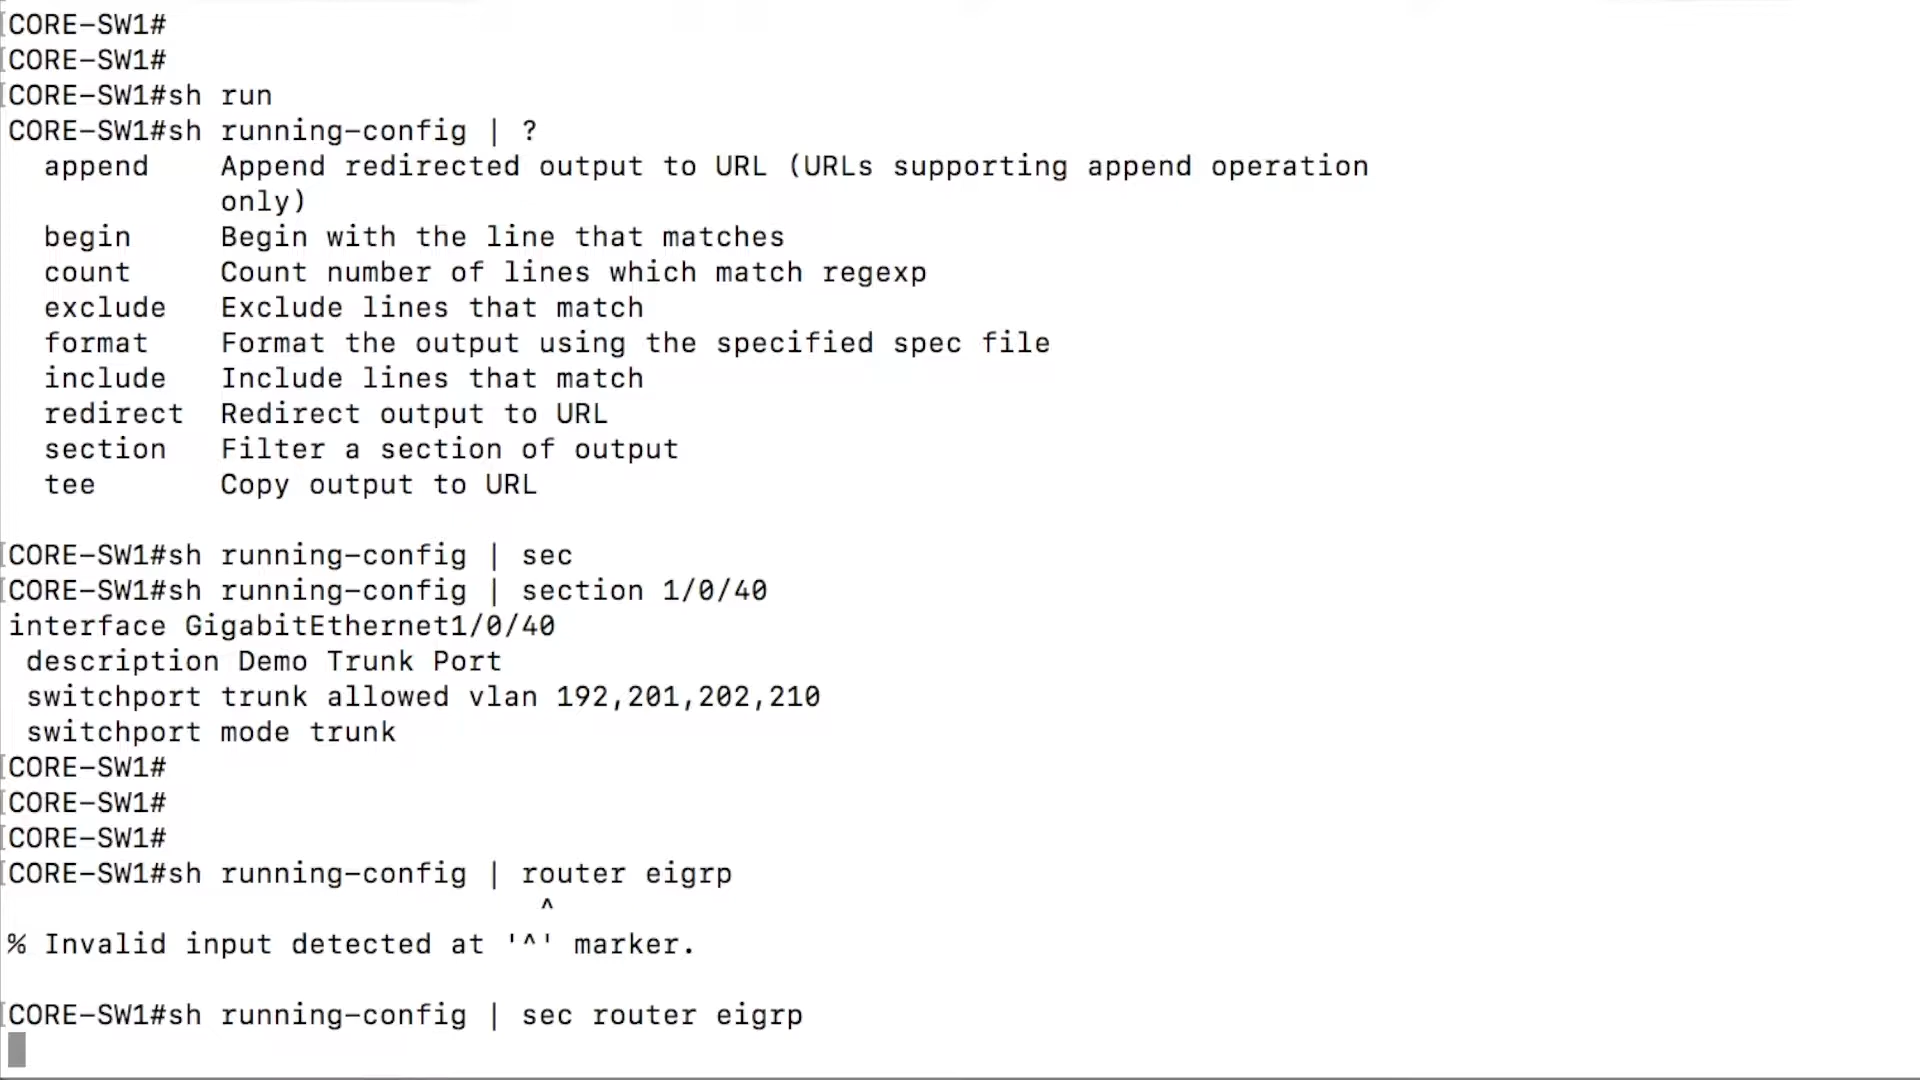 [CORE-SW1#
[CORE-SW1#
[CORE-SW1#sh run
CORE-SW1#sh running-config | ?
  append    Append redirected output to URL (URLs supporting append operation
            only)
  begin     Begin with the line that matches
  count     Count number of lines which match regexp
  exclude   Exclude lines that match
  format    Format the output using the specified spec file
  include   Include lines that match
  redirect  Redirect output to URL
  section   Filter a section of output
  tee       Copy output to URL

[CORE-SW1#sh running-config | sec
[CORE-SW1#sh running-config | section 1/0/40
interface GigabitEthernet1/0/40
 description Demo Trunk Port
 switchport trunk allowed vlan 192,201,202,210
 switchport mode trunk
[CORE-SW1#
[CORE-SW1#
[CORE-SW1#
[CORE-SW1#sh running-config | router eigrp
                              ^
% Invalid input detected at '^' marker.

[CORE-SW1#sh running-config | sec router eigrp